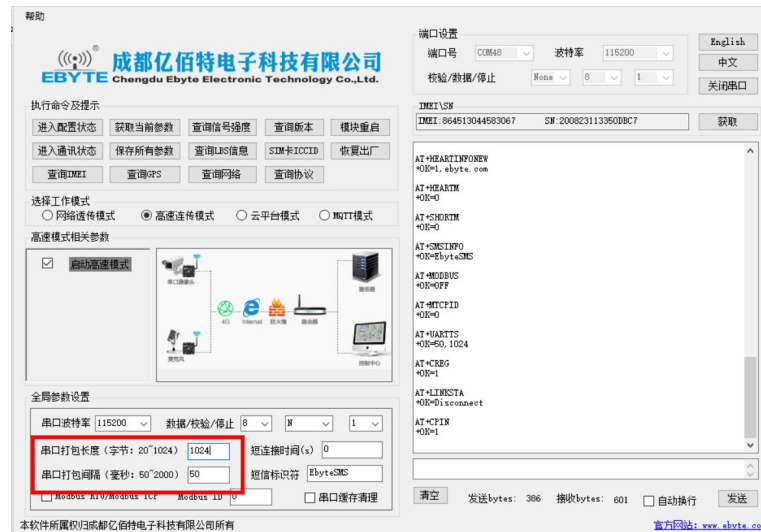 帮助
((•))®
成都亿佰特电子科技有限公司
EBYTE Chengdu Ebyte Electronic Technology Co.,Ltd.
执行命令及提示
进入配置状态 获取当前参数 查询信号强度 查询版本 模块重启
进入通讯状态 保存所有参数 查询LBS信息 SIM卡ICCID 恢复出厂
查询IMEI 查询GPS 查询网络 查询协议
选择工作模式
网络透传模式 高速连传模式 云平台模式 MQTT模式
高速模式相关参数
启动高速模式
串口摄像头
服务器
4G Internet 防火墙 路由器
麦克风
控制中心
全局参数设置
串口波特率 115200 数据/校验/停止 8 N 1
串口打包长度（字节：20~1024） 1024 短连接时间(s) 0
串口打包间隔（毫秒：50~2000） 50 短信标识符 EbyteSMS
Modbus RTU/Modbus TCP Modbus ID 0 串口缓存清理
本软件所属权归成都亿佰特电子科技有限公司所有
端口设置
端口号 COM48 波特率 115200
校验/数据/停止 None 8 1
English
中文
关闭串口
IMEI\SN
IMEI:864513044583067 SN:200823113350DBC7 获取
AT+HEARTINFONEW
+OK=1,ebyte.com
AT+HEARTM
+OK=0
AT+SHORTM
+OK=0
AT+SMSINFO
+OK=EbyteSMS
AT+MODBUS
+OK=OFF
AT+MTCPID
+OK=0
AT+UARTTS
+OK=50,1024
AT+CREG
+OK=1
AT+LINKSTA
+OK=Disconnect
AT+CPIN
+OK=1
清空 发送bytes: 386 接收bytes: 601 自动换行 发送
官方网站：www.ebyte.co